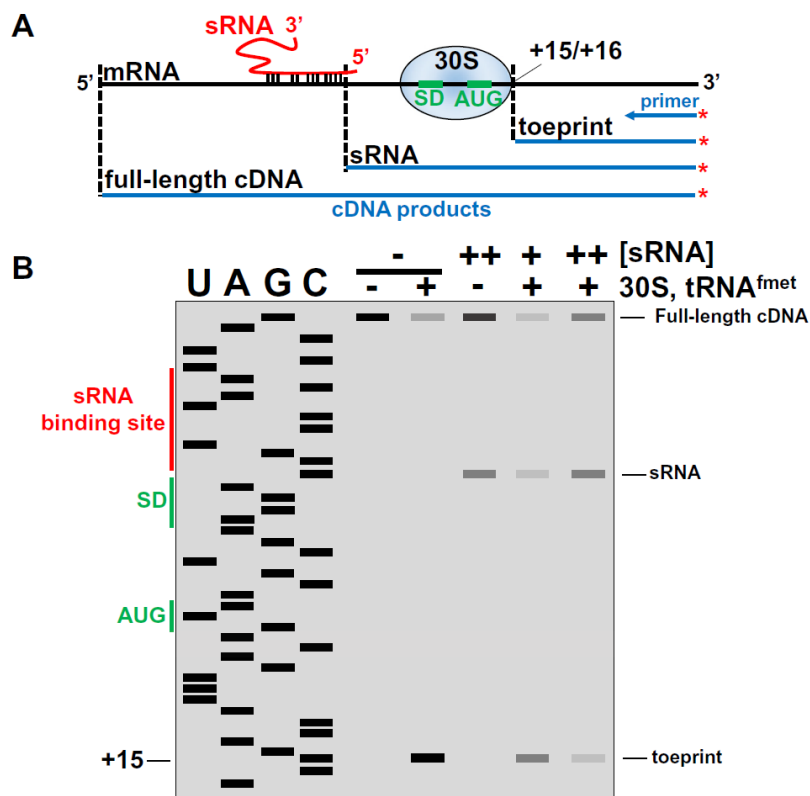 A
sRNA 3’
5’
30S
+15/+16
5’
mRNA
3’
SD AUG
primer
*
toeprint
*
sRNA
*
full-length cDNA
*
cDNA products
B
- ++ + ++ [sRNA]
U A G C - + - + + 30S, tRNAfmet
Full-length cDNA
sRNA
binding site
sRNA
SD
AUG
+15
toeprint